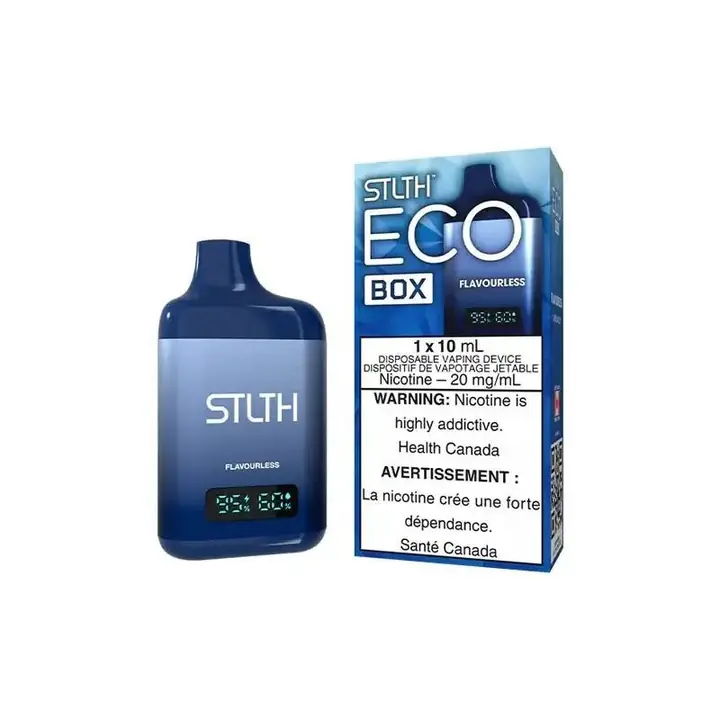 STLTH
FLAVOURLESS
95% 60%
STLTH™
ECO
BOX
FLAVOURLESS
95% 60%
1 x 10 mL
DISPOSABLE VAPING DEVICE
DISPOSITIF DE VAPOTAGE JETABLE
Nicotine – 20 mg/mL
WARNING: Nicotine is
highly addictive.
Health Canada
AVERTISSEMENT :
La nicotine crée une forte
dépendance.
Santé Canada